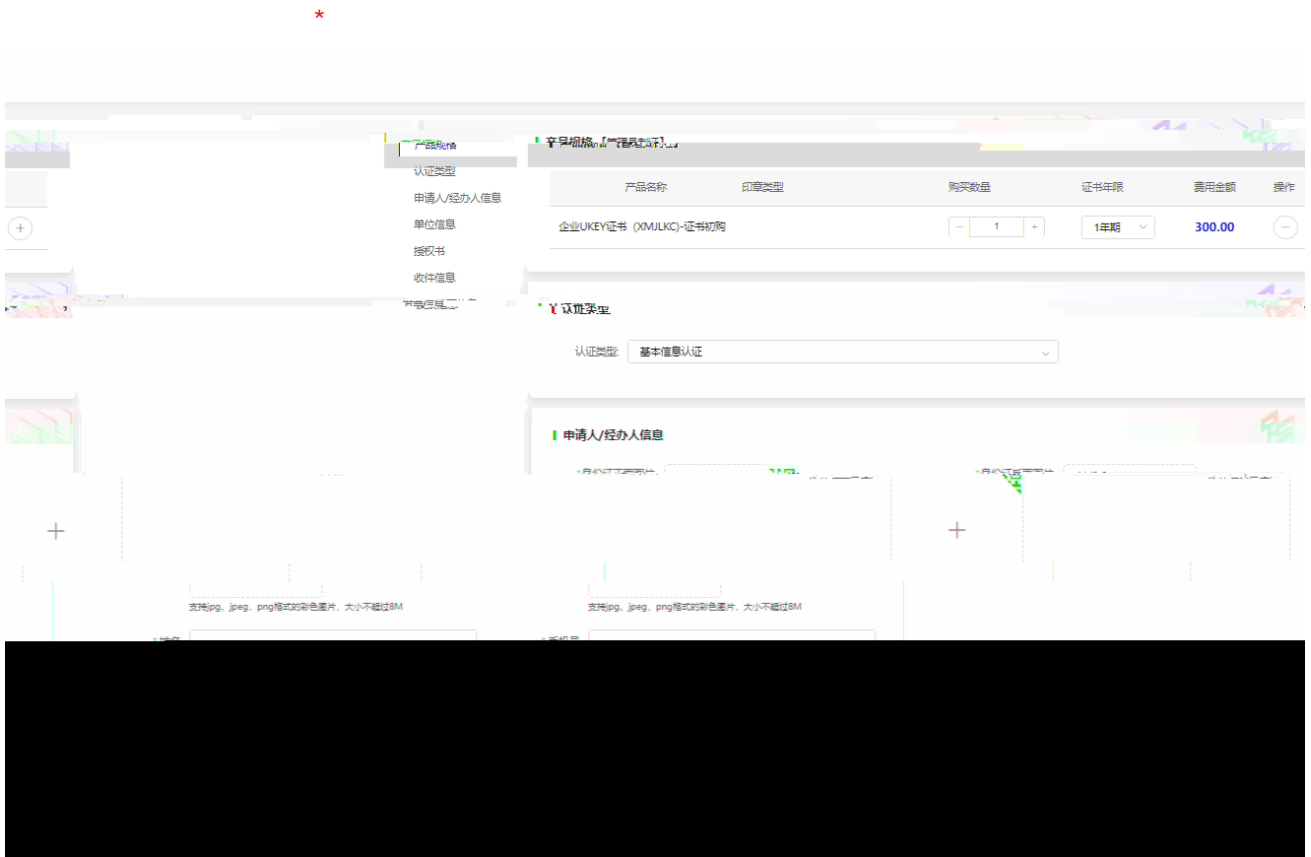 *
产品规格
认证类型
申请人/经办人信息
单位信息
授权书
收件信息
产品规格
产品名称 印章类型 购买数量 证书年限 费用金额 操作
+ 企业UKEY证书（XMJLKC)-证书初购 − 1 + 1年期 300.00 −
认证类型
认证类型: 基本信息认证
申请人/经办人信息
+ +
支持jpg、jpeg、png格式的彩色图片，大小不超过8M 支持jpg、jpeg、png格式的彩色图片，大小不超过8M